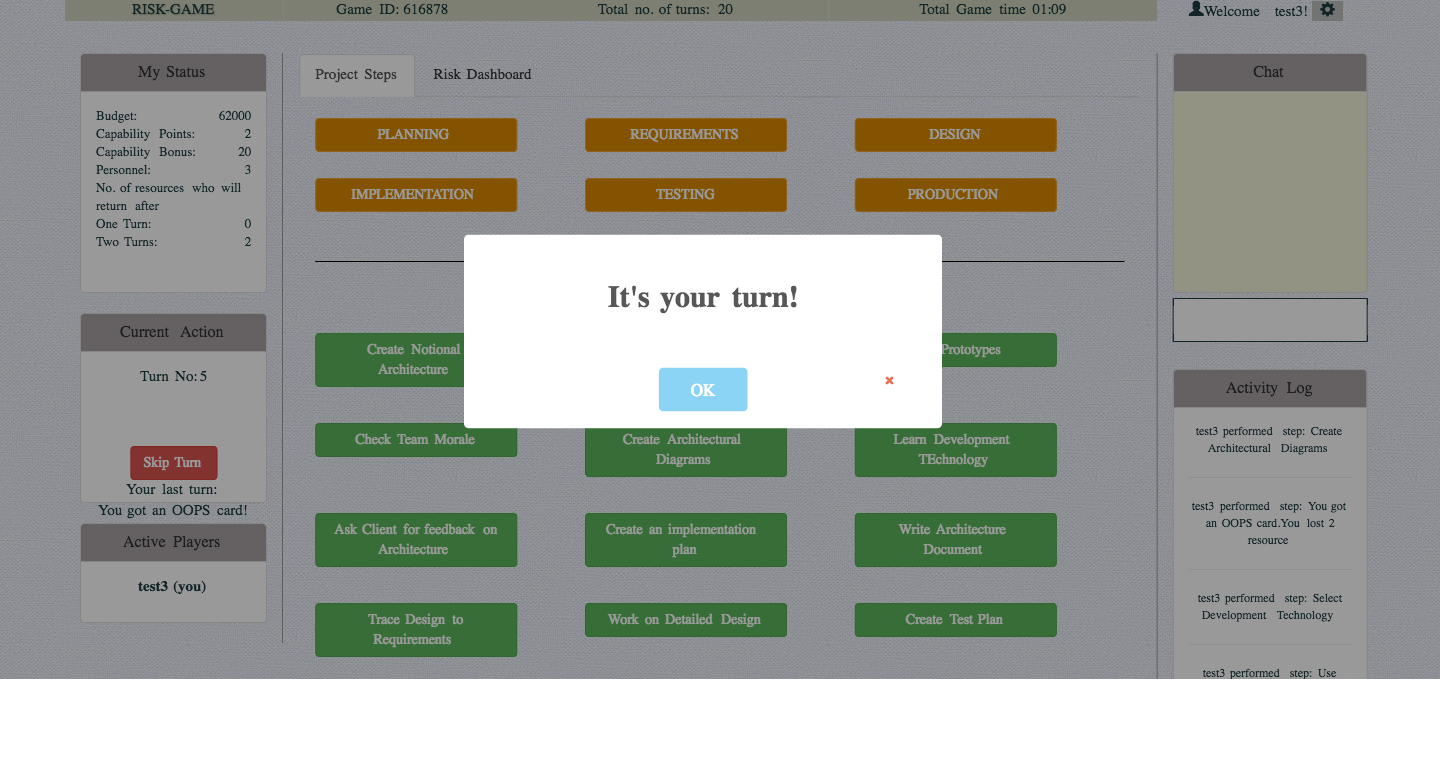 RISK-GAME
Game ID: 616878
Total no. of turns: 20
Total Game time 01:09
Welcome test3!
My Status
Budget: 62000
Capability Points: 2
Capability Bonus: 20
Personnel: 3
No. of resources who will
return after
One Turn: 0
Two Turns: 2
Current Action
Turn No: 5
Skip Turn
Your last turn:
You got an OOPS card!
Active Players
test3 (you)
Project Steps
Risk Dashboard
PLANNING
REQUIREMENTS
DESIGN
IMPLEMENTATION
TESTING
PRODUCTION
It's your turn!
OK
Create Notional
Architecture
Prototypes
Check Team Morale
Create Architectural
Diagrams
Learn Development
TEchnology
Ask Client for feedback on
Architecture
Create an implementation
plan
Write Architecture
Document
Trace Design to
Requirements
Work on Detailed Design
Create Test Plan
Chat
Activity Log
test3 performed step: Create
Architectural Diagrams
test3 performed step: You got
an OOPS card.You lost 2
resource
test3 performed step: Select
Development Technology
test3 performed step: Use